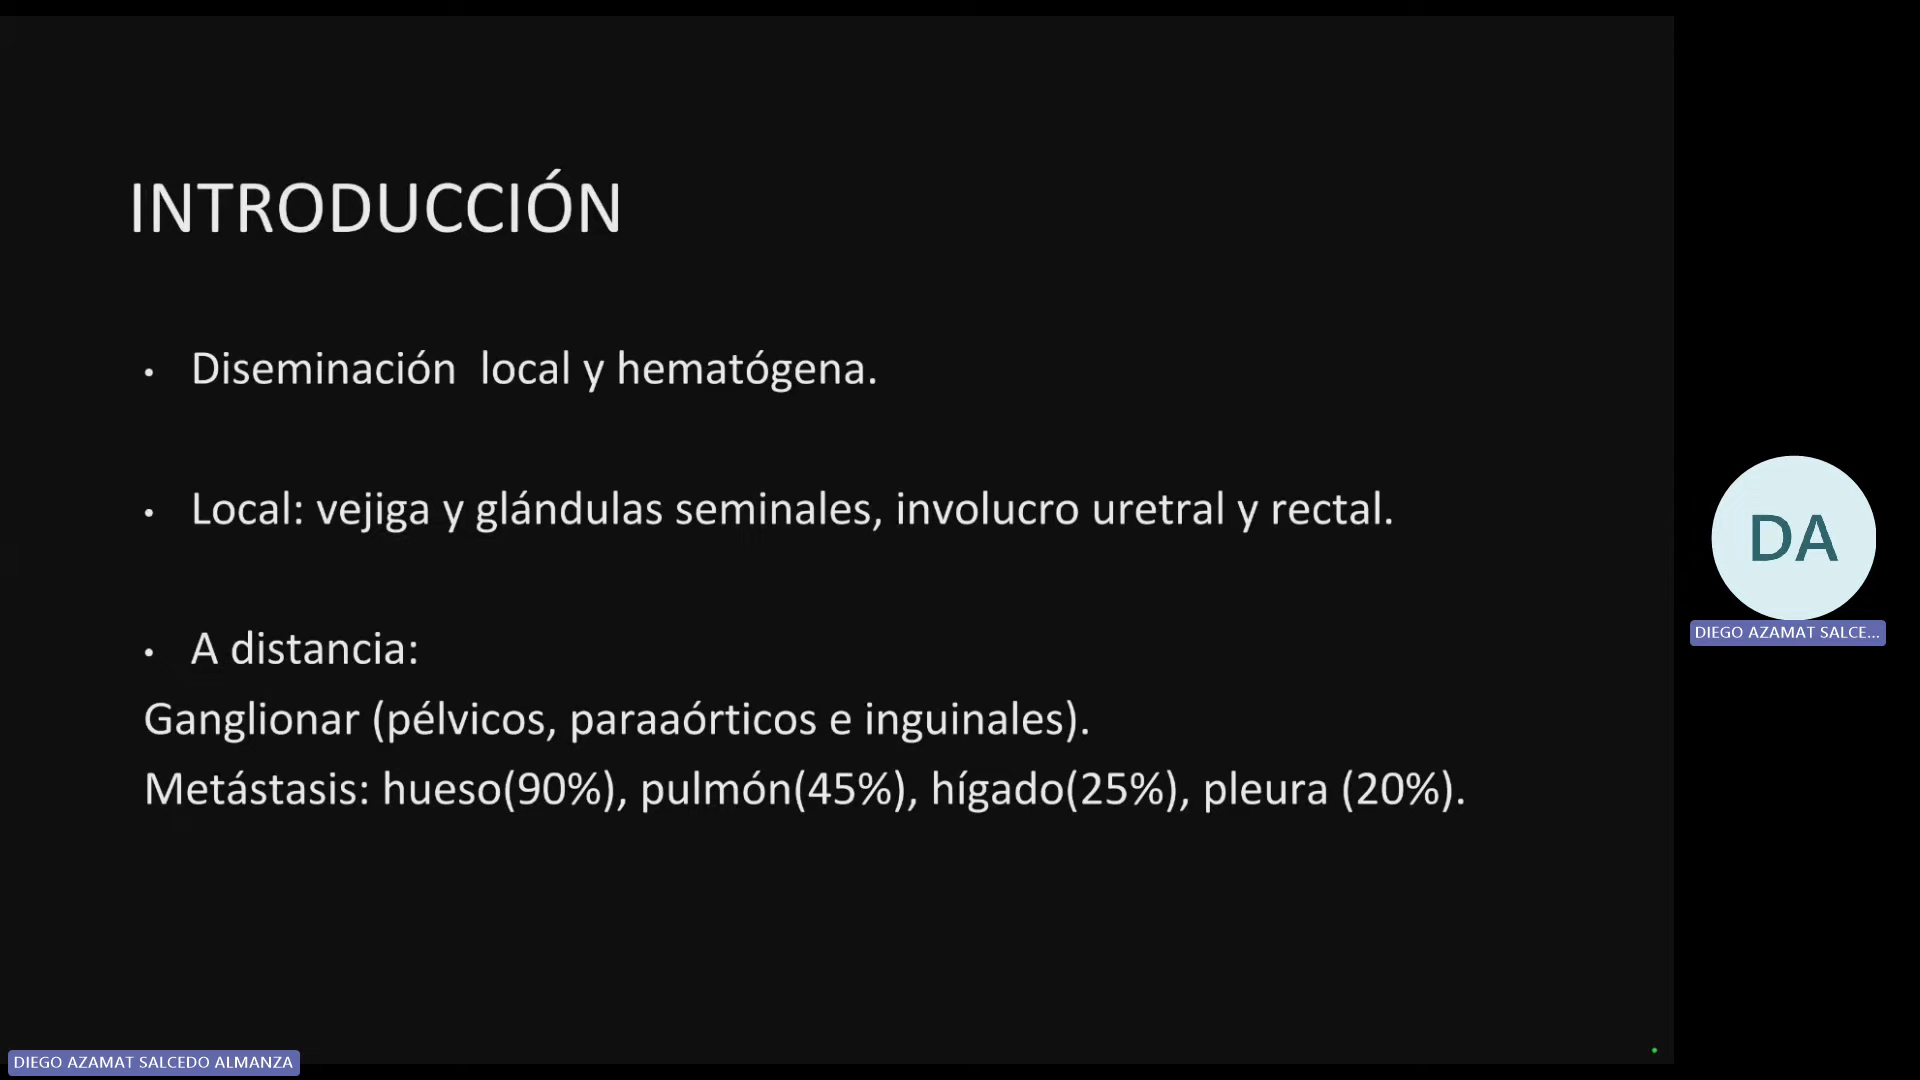 INTRODUCCIÓN
• Diseminación  local y hematógena.
• Local: vejiga y glándulas seminales, involucro uretral y rectal.
• A distancia:
Ganglionar (pélvicos, paraaórticos e inguinales).
Metástasis: hueso(90%), pulmón(45%), hígado(25%), pleura (20%).
DA
DIEGO AZAMAT SALCE...
DIEGO AZAMAT SALCEDO ALMANZA